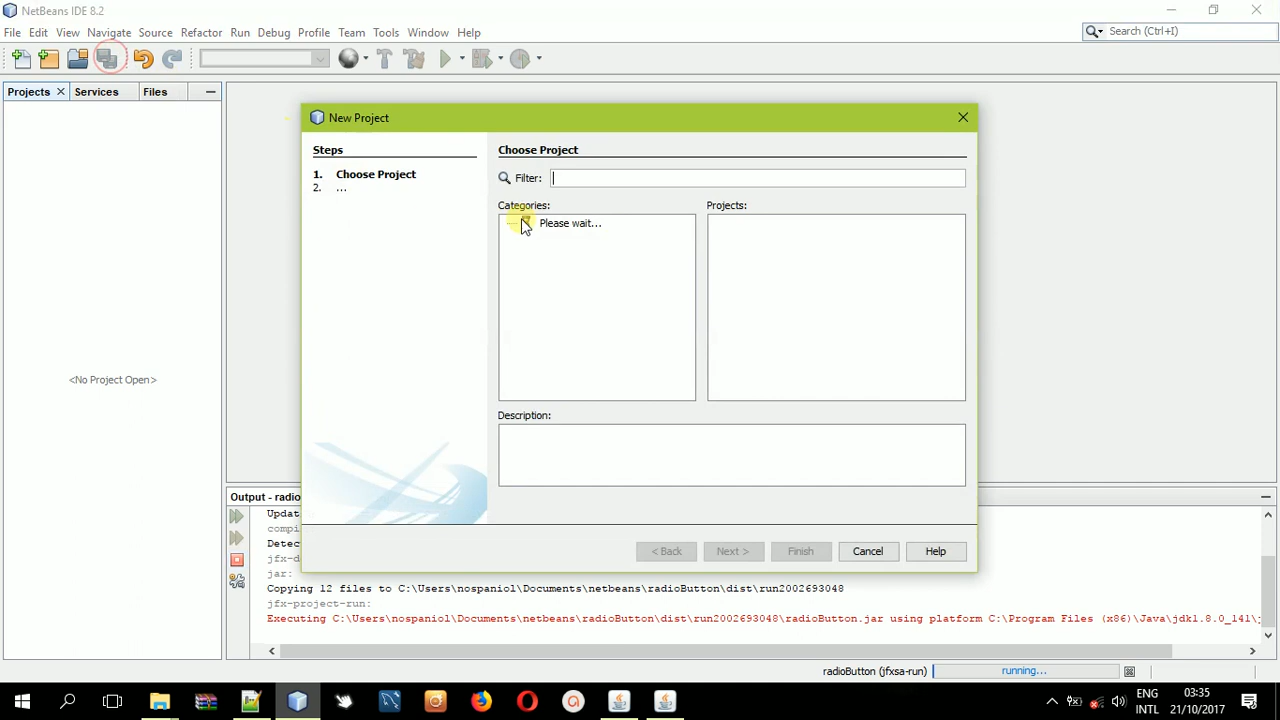 NetBeans IDE 8.2
File Edit View Navigate Source Refactor Run Debug Profile Team Tools Window Help
Search (Ctrl+I)
Projects Services Files
New Project
Steps
1. Choose Project
2. ...
Choose Project
Filter:
Categories:
Projects:
Please wait...
<No Project Open>
Description:
< Back Next > Finish Cancel Help
Output - radio
Updat
compi
Detec
jfx-d
jar:
Copying 12 files to C:\Users\nospaniol\Documents\netbeans\radioButton\dist\run2002693048
jfx-project-run:
Executing C:\Users\nospaniol\Documents\netbeans\radioButton\dist\run2002693048\radioButton.jar using platform C:\Program Files (x86)\Java\jdk1.8.0_141\j
radioButton (jfxsa-run) running...
ENG
INTL
03:35
21/10/2017